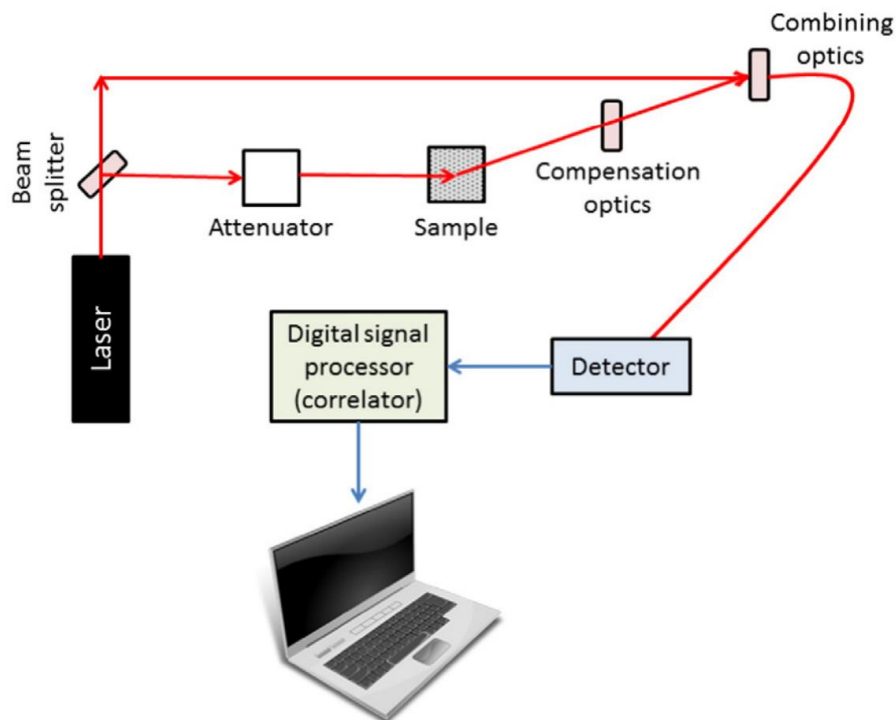 Combining
optics
Beam
splitter
Attenuator
Sample
Compensation
optics
Laser
Digital signal
processor
(correlator)
Detector